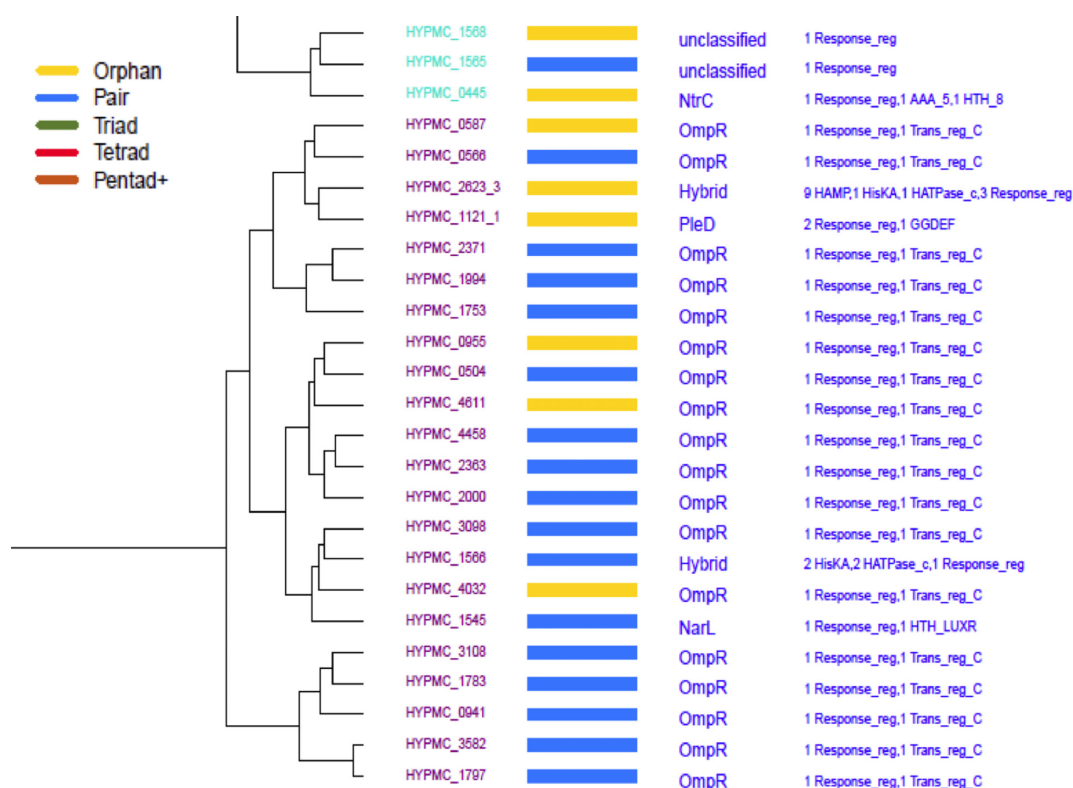 Orphan
Pair
Triad
Tetrad
Pentad+
HYPMC_1568 unclassified 1 Response_reg
HYPMC_1565 unclassified 1 Response_reg
HYPMC_0445 NtrC 1 Response_reg,1 AAA_5,1 HTH_8
HYPMC_0587 OmpR 1 Response_reg,1 Trans_reg_C
HYPMC_0566 OmpR 1 Response_reg,1 Trans_reg_C
HYPMC_2623_3 Hybrid 9 HAMP,1 HisKA,1 HATPase_c,3 Response_reg
HYPMC_1121_1 PleD 2 Response_reg,1 GGDEF
HYPMC_2371 OmpR 1 Response_reg,1 Trans_reg_C
HYPMC_1994 OmpR 1 Response_reg,1 Trans_reg_C
HYPMC_1753 OmpR 1 Response_reg,1 Trans_reg_C
HYPMC_0955 OmpR 1 Response_reg,1 Trans_reg_C
HYPMC_0504 OmpR 1 Response_reg,1 Trans_reg_C
HYPMC_4611 OmpR 1 Response_reg,1 Trans_reg_C
HYPMC_4458 OmpR 1 Response_reg,1 Trans_reg_C
HYPMC_2363 OmpR 1 Response_reg,1 Trans_reg_C
HYPMC_2000 OmpR 1 Response_reg,1 Trans_reg_C
HYPMC_3098 OmpR 1 Response_reg,1 Trans_reg_C
HYPMC_1566 Hybrid 2 HisKA,2 HATPase_c,1 Response_reg
HYPMC_4032 OmpR 1 Response_reg,1 Trans_reg_C
HYPMC_1545 NarL 1 Response_reg,1 HTH_LUXR
HYPMC_3108 OmpR 1 Response_reg,1 Trans_reg_C
HYPMC_1783 OmpR 1 Response_reg,1 Trans_reg_C
HYPMC_0941 OmpR 1 Response_reg,1 Trans_reg_C
HYPMC_3582 OmpR 1 Response_reg,1 Trans_reg_C
HYPMC_1797 OmpR 1 Response_reg,1 Trans_reg_C